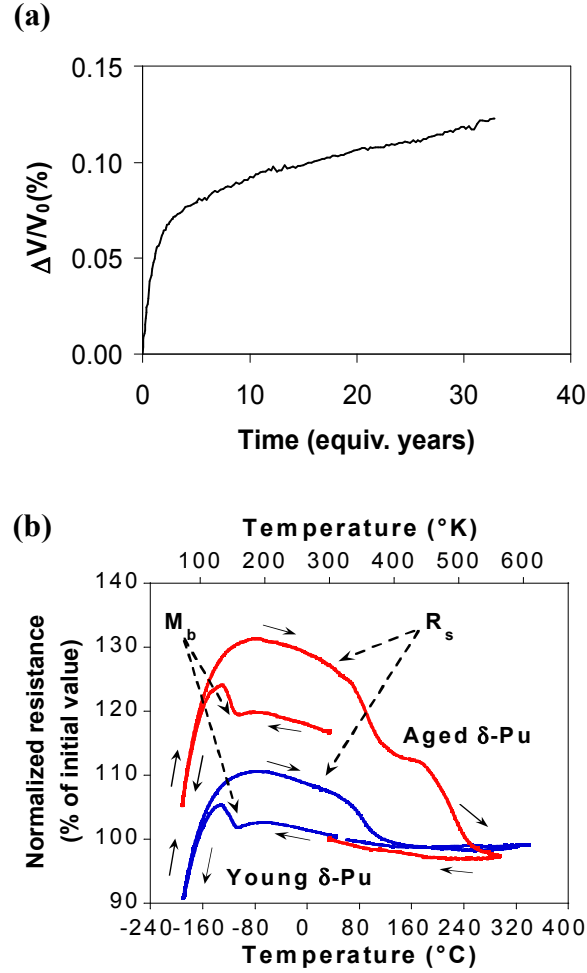 (a)
0.15
0.10
0.05
0.00
ΔV/V₀(%)
0 10 20 30 40
Time (equiv. years)
(b)
Temperature (°K)
100 200 300 400 500 600
140
130
120
110
100
90
Normalized resistance
(% of initial value)
M_b
R_s
Aged δ-Pu
Young δ-Pu
-240 -160 -80 0 80 160 240 320 400
Temperature (°C)